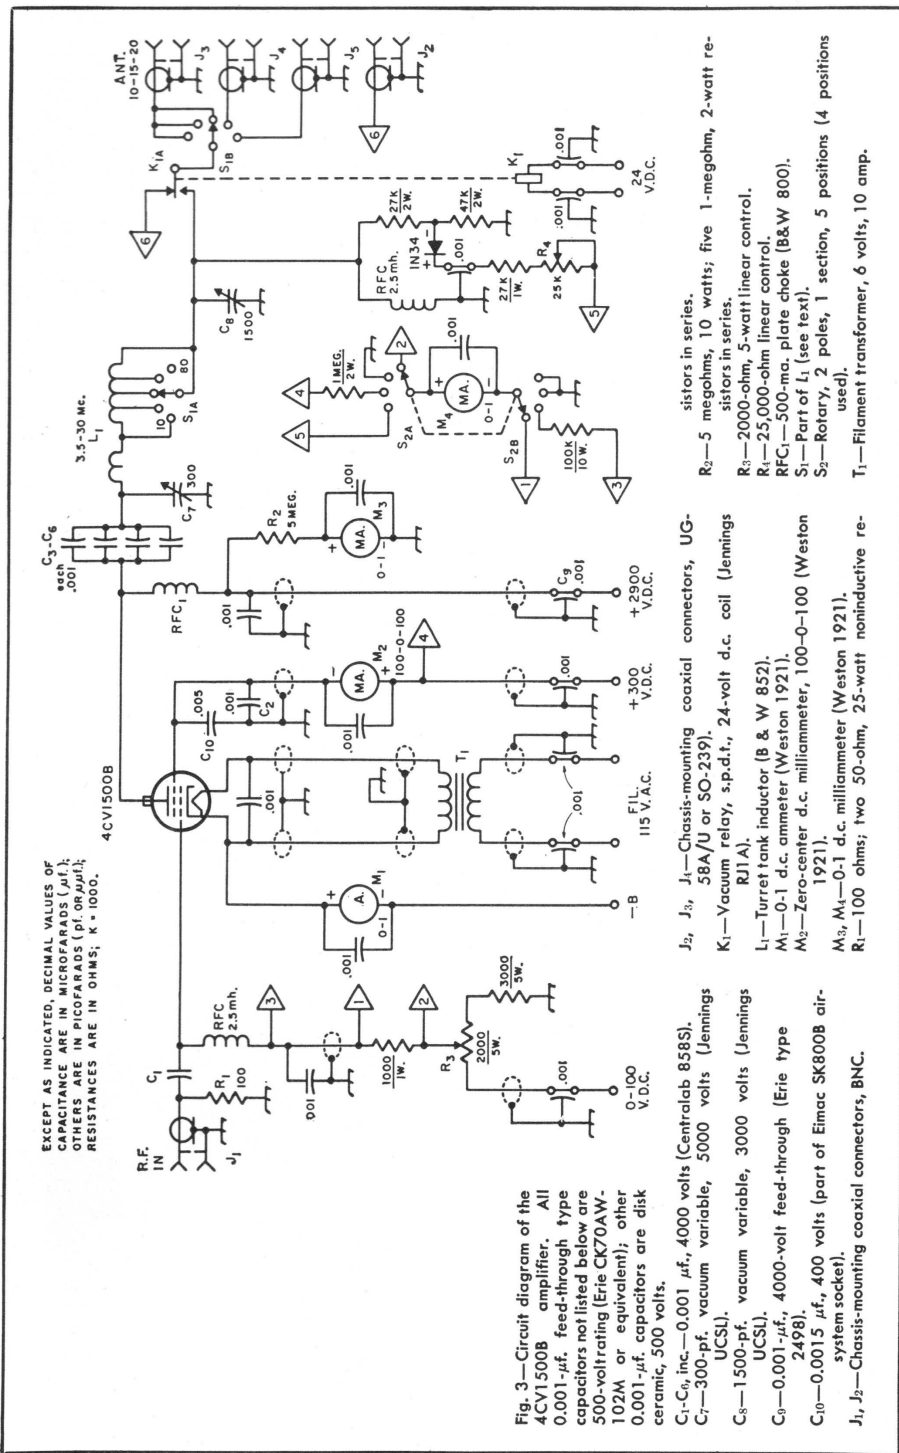 EXCEPT AS INDICATED, DECIMAL VALUES OF
CAPACITANCE ARE IN MICROFARADS (µf.);
OTHERS ARE IN PICOFARADS (pf. OR µµf.);
RESISTANCES ARE IN OHMS; K = 1000.
R.F.
IN
J1
C1
R1
100
RFC
2.5mh.
3
.001
1
1000
1W.
2
R3
2000
5W.
3000
5W.
.001
0-100
V.D.C.
4CV1500B
+
A.
M1
−
0-1
.001
−B
.001
T1
.001
FIL.
115 V.A.C.
.005
C10
.001
C2
−
MA.
M2
+
100-0-100
.001
4
.001
+300
V.D.C.
C3-C6
each
.001
RFC1
.001
R2
5 MEG.
+
MA.
M3
0-1
−
.001
C9
.001
+2900
V.D.C.
C7
300
3.5-30 Mc.
L1
10
80
S1A
C8
1500
5
4
1 MEG.
2W.
2
S2A
+
MA.
M4
0-1
−
.001
S2B
1
100K
10W.
3
RFC
2.5mh.
27K
2W.
47K
2W.
+
−
1N34
.001
27K
1W.
R4
25K
5
6
K1A
S1B
ANT.
10-15-20
J3
J4
J5
J2
6
K1
.001
.001
24
V.D.C.
Fig. 3—Circuit diagram of the
4CV1500B amplifier. All
0.001-µf. feed-through type
capacitors not listed below are
500-voltrating (Erie CK70AW-
102M or equivalent); other
0.001-µf. capacitors are disk
ceramic, 500 volts.
C1-C6, inc.—0.001 µf., 4000 volts (Centralab 858S).
C7—300-pf. vacuum variable, 5000 volts (Jennings
UCSL).
C8—1500-pf. vacuum variable, 3000 volts (Jennings
UCSL).
C9—0.001-µf., 4000-volt feed-through (Erie type
2498).
C10—0.0015 µf., 400 volts (part of Eimac SK800B air-
system socket).
J1, J2—Chassis-mounting coaxial connectors, BNC.
J2, J3, J4—Chassis-mounting coaxial connectors, UG-
58A/U or SO-239).
K1—Vacuum relay, s.p.d.t., 24-volt d.c. coil (Jennings
RJ1A).
L1—Turret tank inductor (B & W 852).
M1—0-1 d.c. ammeter (Weston 1921).
M2—Zero-center d.c. milliammeter, 100-0-100 (Weston
1921).
M3, M4—0-1 d.c. milliammeter (Weston 1921).
R1—100 ohms; two 50-ohm, 25-watt noninductive re-
sistors in series.
R2—5 megohms, 10 watts; five 1-megohm, 2-watt re-
sistors in series.
R3—2000-ohm, 5-watt linear control.
R4—25,000-ohm linear control.
RFC1—500-ma. plate choke (B&W 800).
S1—Part of L1 (see text).
S2—Rotary, 2 poles, 1 section, 5 positions (4 positions
used).
T1—Filament transformer, 6 volts, 10 amp.